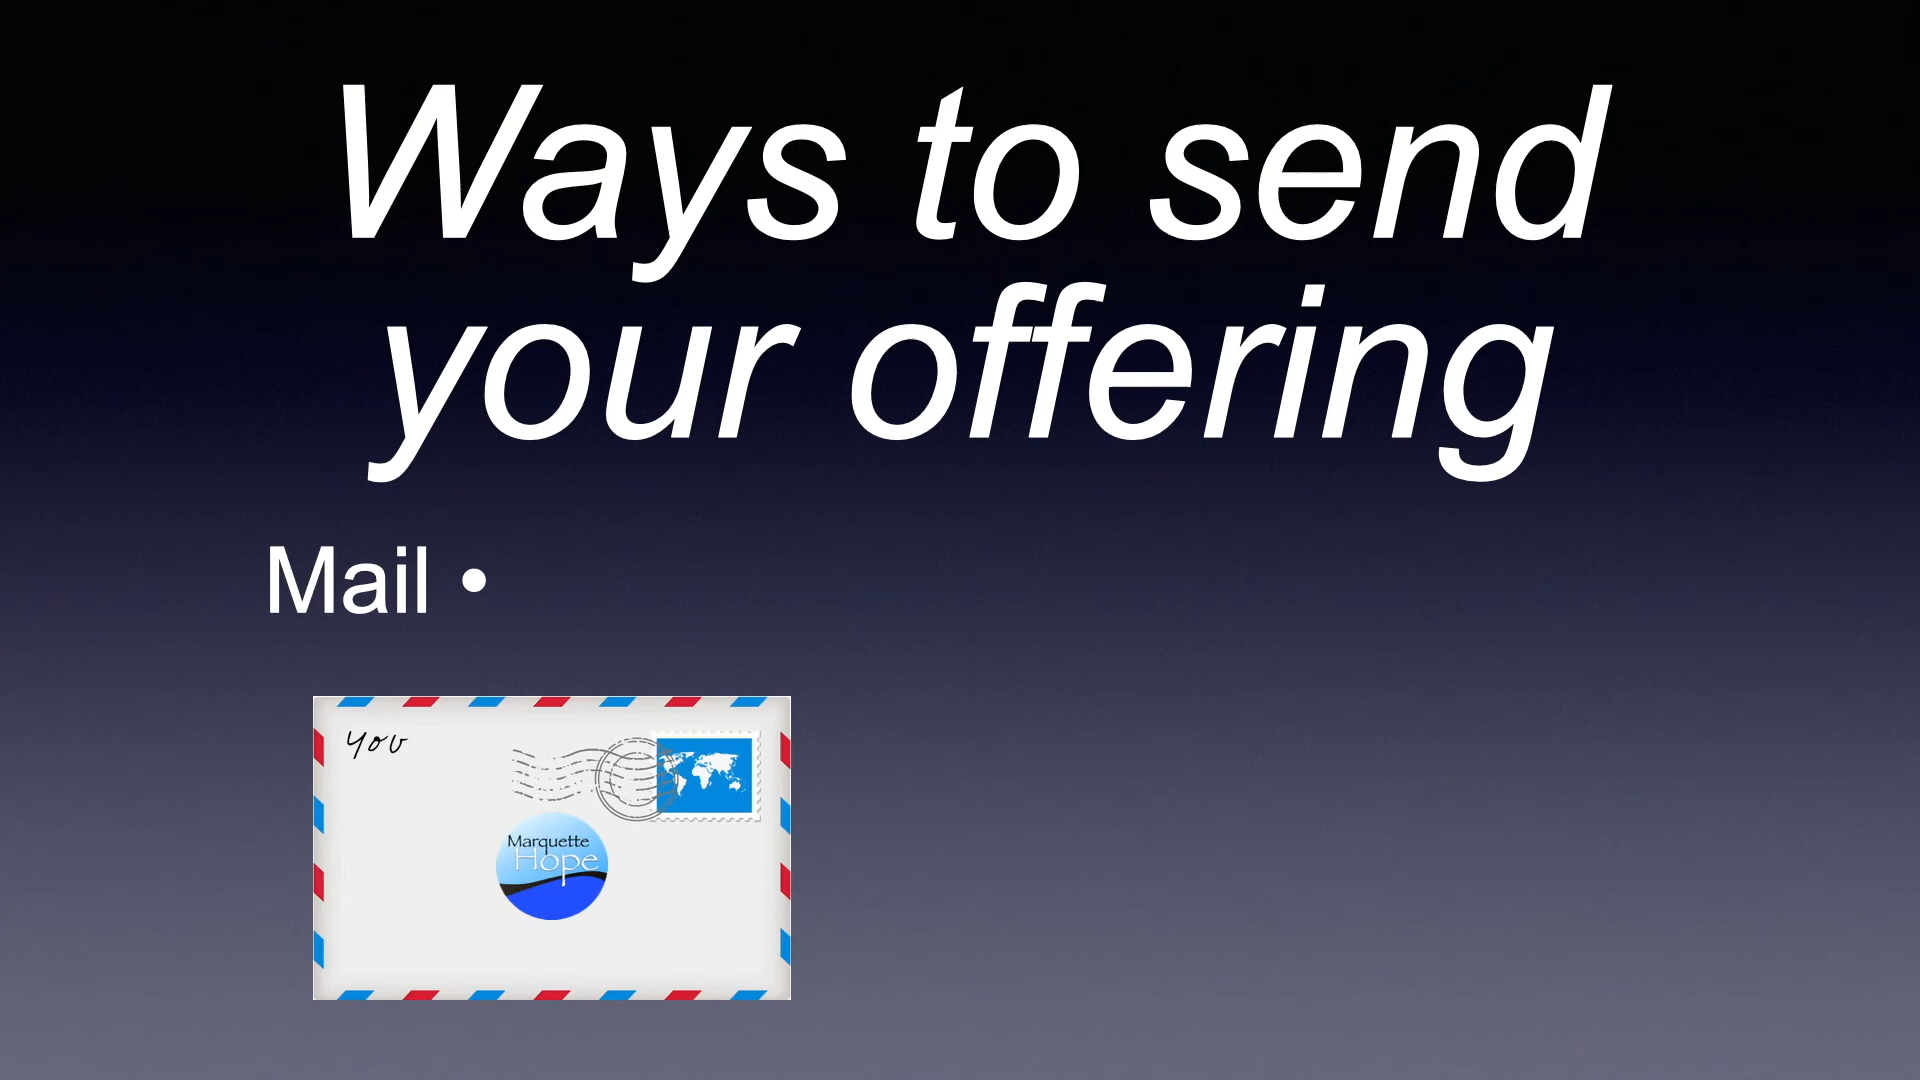 Ways to send
your offering
Mail •
you
Marquette
Hope